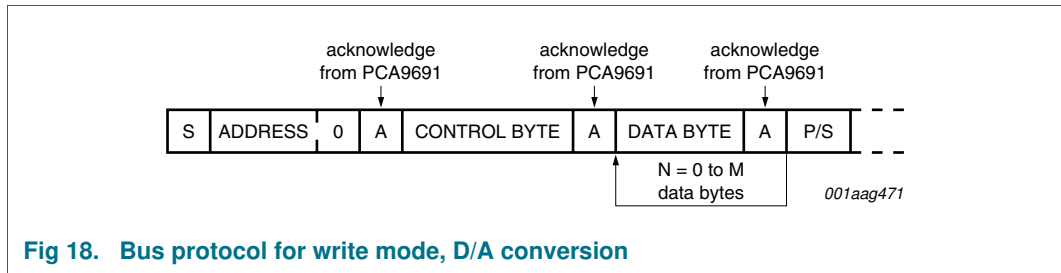 acknowledge acknowledge acknowledge
from PCA9691 from PCA9691 from PCA9691
S ADDRESS 0 A CONTROL BYTE A DATA BYTE A P/S
N = 0 to M
data bytes
001aag471
Fig 18. Bus protocol for write mode, D/A conversion